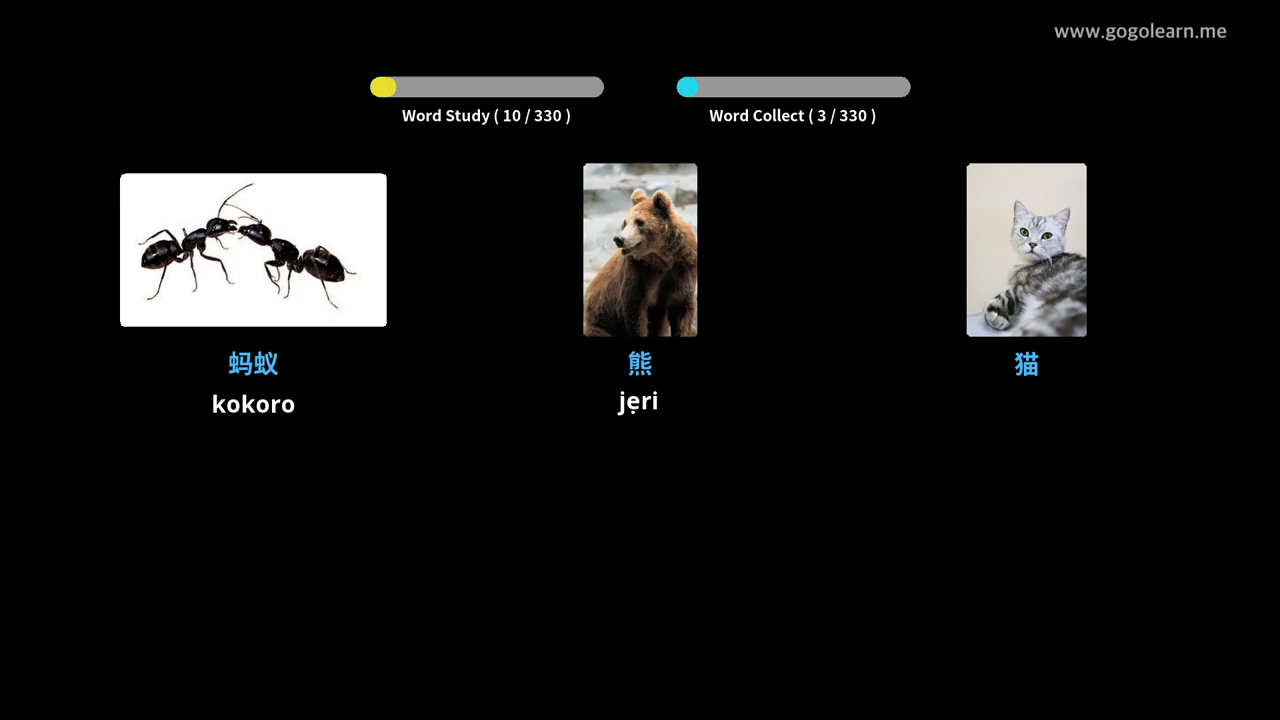 www.gogolearn.me
Word Study ( 10 / 330 )
Word Collect ( 3 / 330 )
蚂蚁
熊
猫
kokoro
jẹri